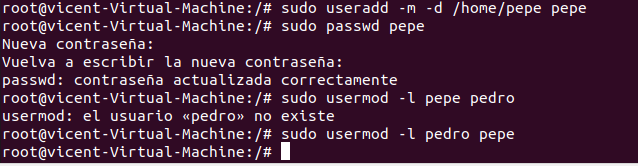 root@vicent-Virtual-Machine:/# sudo useradd -m -d /home/pepe pepe
root@vicent-Virtual-Machine:/# sudo passwd pepe
Nueva contraseña:
Vuelva a escribir la nueva contraseña:
passwd: contraseña actualizada correctamente
root@vicent-Virtual-Machine:/# sudo usermod -l pepe pedro
usermod: el usuario «pedro» no existe
root@vicent-Virtual-Machine:/# sudo usermod -l pedro pepe
root@vicent-Virtual-Machine:/#